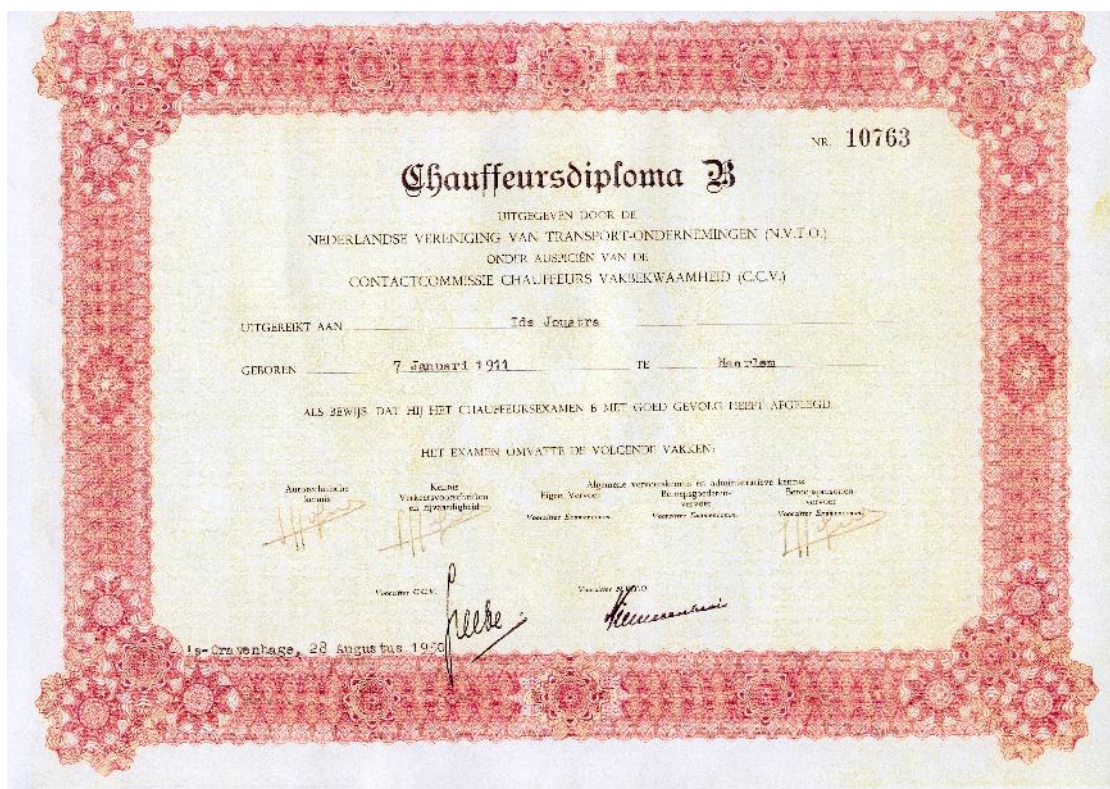 NR. 10763
Chauffeursdiploma B
UITGEGEVEN DOOR DE
NEDERLANDSE VERENIGING VAN TRANSPORT-ONDERNEMINGEN (N.V.T.O.)
ONDER AUSPICIËN VAN DE
CONTACTCOMMISSIE CHAUFFEURS VAKBEKWAAMHEID (C.C.V.)
UITGEREIKT AAN Ids Joustra
GEBOREN 7 Januari 1911 TE Haarlem
ALS BEWIJS, DAT HIJ HET CHAUFFEURSEXAMEN B MET GOED GEVOLG HEEFT AFGELEGD.
HET EXAMEN OMVATTE DE VOLGENDE VAKKEN:
Autotechnische kennis
Kennis Verkeersvoorschriften en rijvaardigheid
Algemene vervoerskennis en administratieve kennis
Eigen Vervoer
Beroepsgoederen-
vervoer
Beroepspersonen-
vervoer
Voorzitter Examencomm. Voorzitter Examencomm. Voorzitter Examencomm.
Voorzitter C.C.V. Voorzitter N.V.T.O.
's-Gravenhage, 28 Augustus 1950